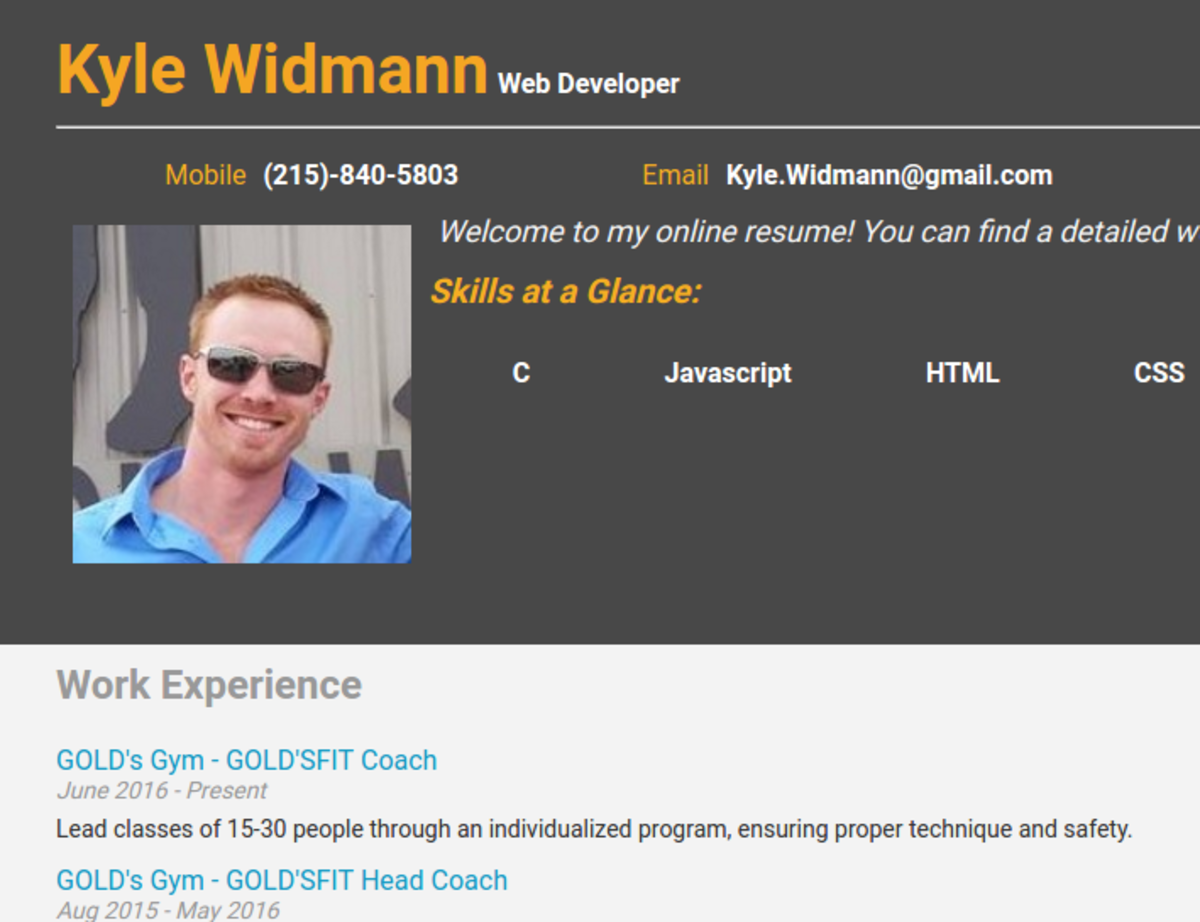 Kyle Widmann Web Developer
Mobile (215)-840-5803 Email Kyle.Widmann@gmail.com
Welcome to my online resume! You can find a detailed w
Skills at a Glance:
C Javascript HTML CSS
Work Experience
GOLD's Gym - GOLD'SFIT Coach
June 2016 - Present
Lead classes of 15-30 people through an individualized program, ensuring proper technique and safety.
GOLD's Gym - GOLD'SFIT Head Coach
Aug 2015 - May 2016